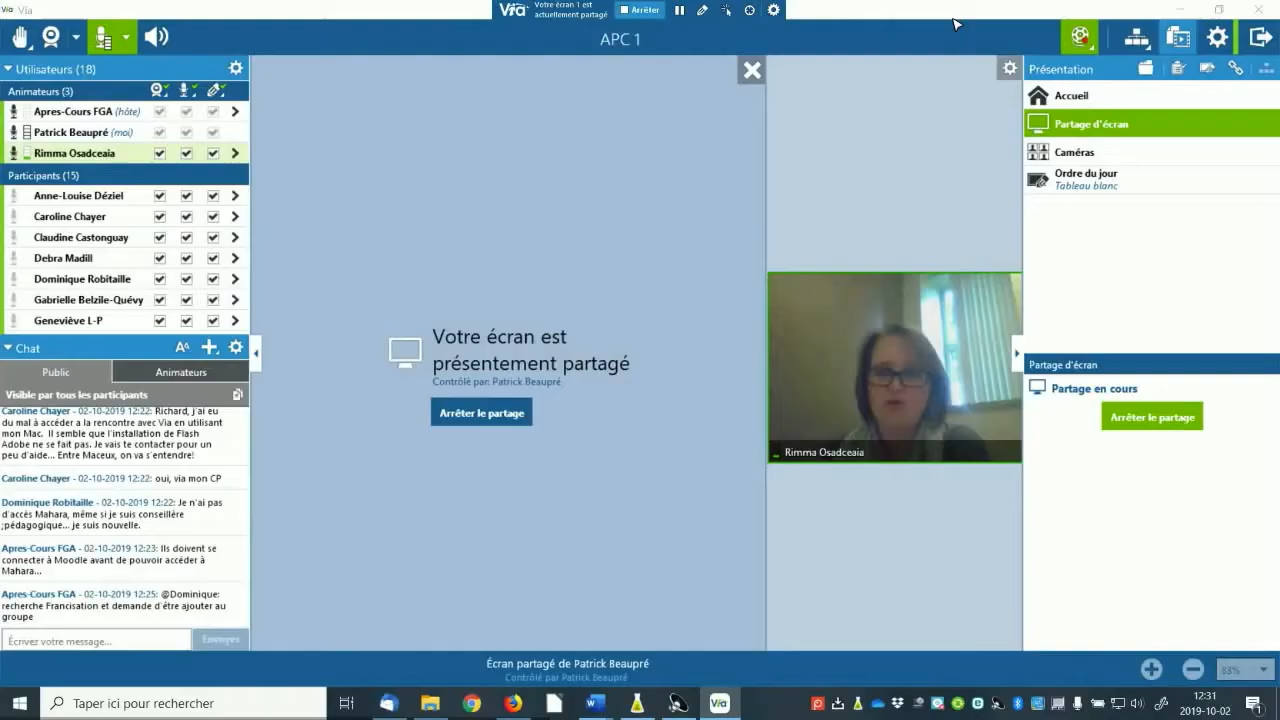 Via
Votre écran 1 est
actuellement partagé
Arrêter
APC 1
Utilisateurs (18)
Animateurs (3)
Apres-Cours FGA (hôte)
Patrick Beaupré (moi)
Rimma Osadceaia
Participants (15)
Anne-Louise Déziel
Caroline Chayer
Claudine Castonguay
Debra Madill
Dominique Robitaille
Gabrielle Belzile-Quévy
Geneviève L-P
Chat
Public
Animateurs
Visible par tous les participants
Caroline Chayer - 02-10-2019 12:22: Richard, j'ai eu
du mal à accéder a la rencontre avec Via en utilisant
mon Mac. Il semble que l'installation de Flash
Adobe ne se fait pas. Je vais te contacter pour un
peu d'aide... Entre Maceux, on va s'entendre!
Caroline Chayer - 02-10-2019 12:22: oui, via mon CP
Dominique Robitaille - 02-10-2019 12:22: Je n'ai pas
d'accès Mahara, même si je suis conseillère
;pédagogique... je suis nouvelle.
Apres-Cours FGA - 02-10-2019 12:23: Ils doivent se
connecter à Moodle avant de pouvoir accéder à
Mahara...
Apres-Cours FGA - 02-10-2019 12:25: @Dominique:
recherche Francisation et demande d'être ajouter au
groupe
Écrivez votre message...
Envoyer
Votre écran est
présentement partagé
Contrôlé par: Patrick Beaupré
Arrêter le partage
Rimma Osadceaia
Présentation
Accueil
Partage d'écran
Caméras
Ordre du jour
Tableau blanc
Partage d'écran
Partage en cours
Arrêter le partage
Écran partagé de Patrick Beaupré
Contrôlé par Patrick Beaupré
83%
Taper ici pour rechercher
Via
12:31
2019-10-02